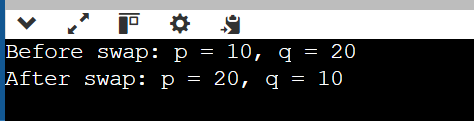 Before swap: p = 10, q = 20
After swap: p = 20, q = 10